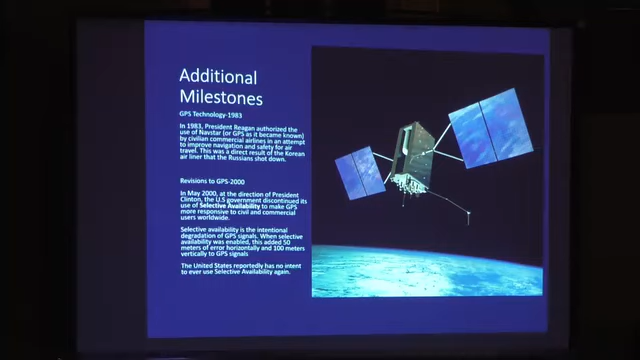 Additional
Milestones
GPS Technology-1983
In 1983, President Reagan authorized the
use of Navstar (or GPS as it became known)
by civilian commercial airlines in an attempt
to improve navigation and safety for air
travel. This was a direct result of the Korean
air liner that the Russians shot down.
Revisions to GPS-2000
In May 2000, at the direction of President
Clinton, the U.S government discontinued its
use of Selective Availability to make GPS
more responsive to civil and commercial
users worldwide.
Selective availability is the intentional
degradation of GPS signals. When selective
availability was enabled, this added 50
meters of error horizontally and 100 meters
vertically to GPS signals
The United States reportedly has no intent
to ever use Selective Availability again.